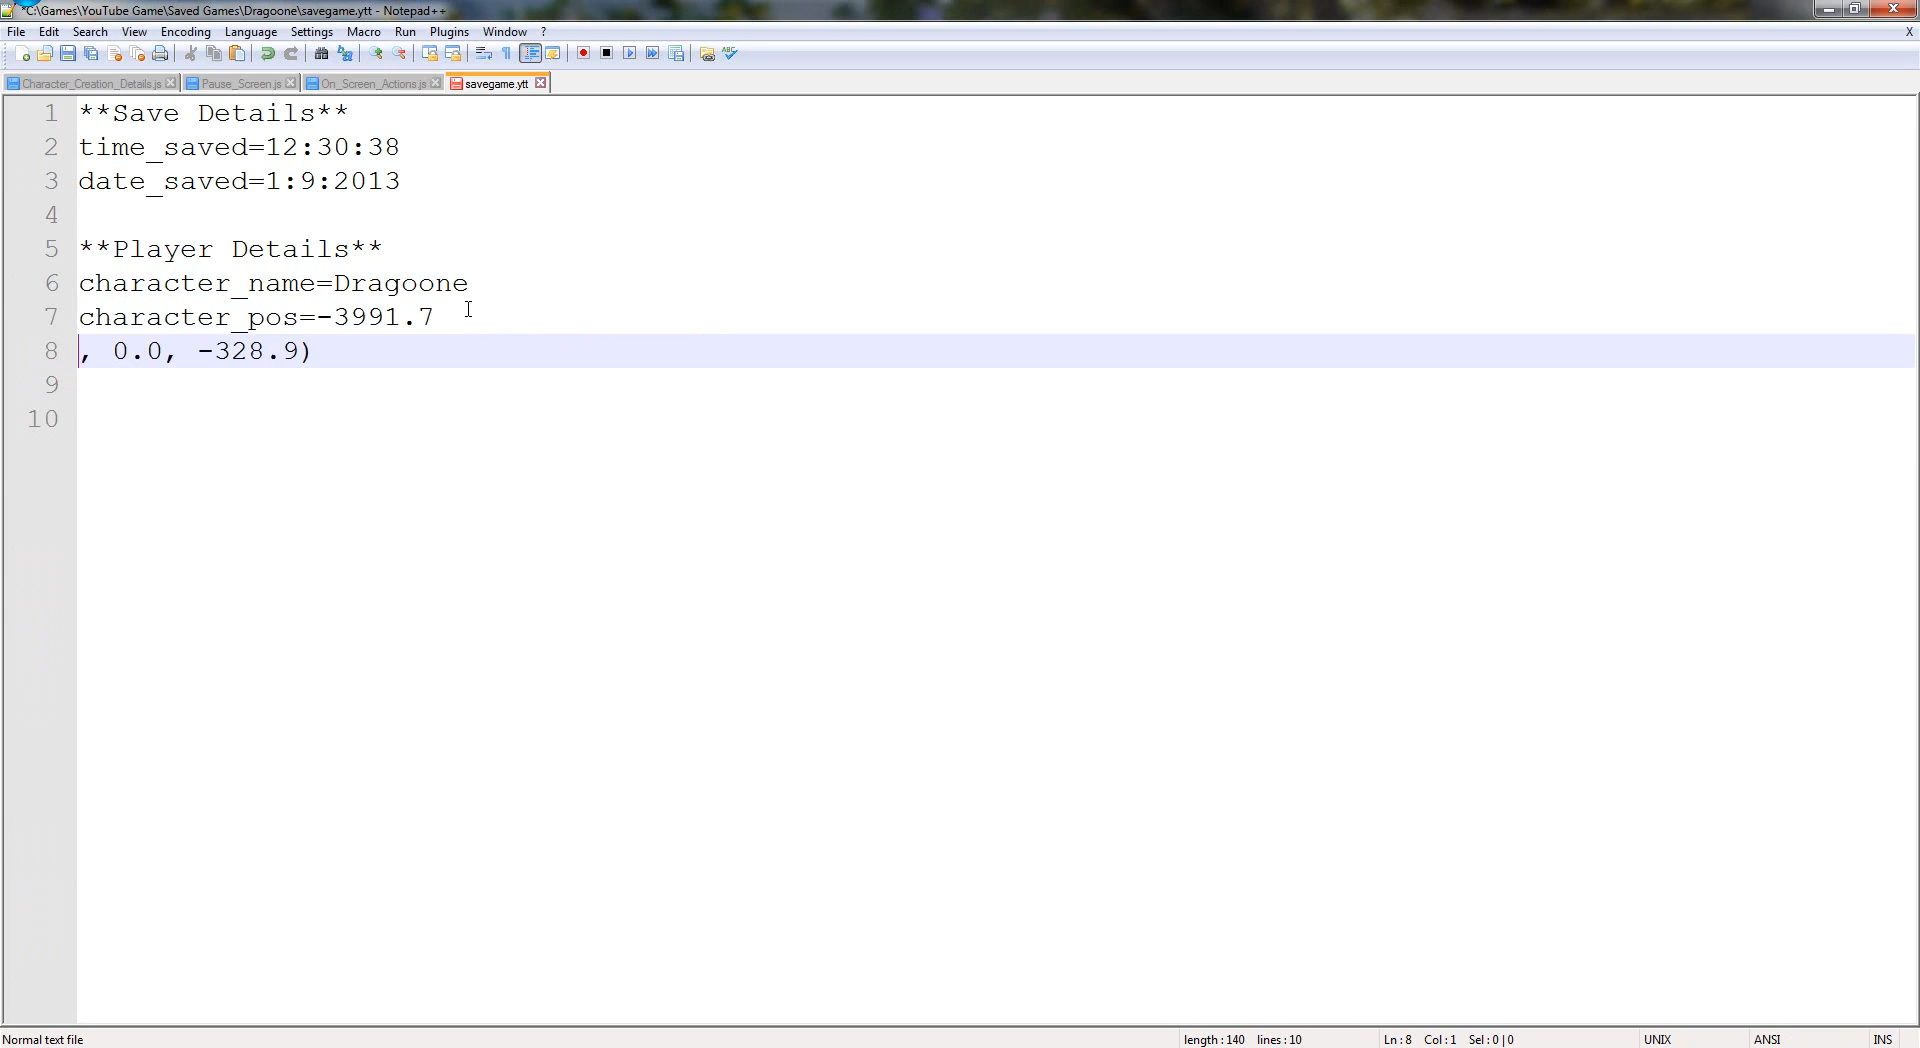 *C:\Games\YouTube Game\Saved Games\Dragoone\savegame.ytt - Notepad++
File Edit Search View Encoding Language Settings Macro Run Plugins Window ? X
Character_Creation_Details.js Pause_Screen.js On_Screen_Actions.js savegame.ytt
1 **Save Details**
2 time_saved=12:30:38
3 date_saved=1:9:2013
4
5 **Player Details**
6 character_name=Dragoone
7 character_pos=-3991.7
8 , 0.0, -328.9)
9
10
Normal text file length : 140 lines : 10 Ln : 8 Col : 1 Sel : 0 | 0 UNIX ANSI INS